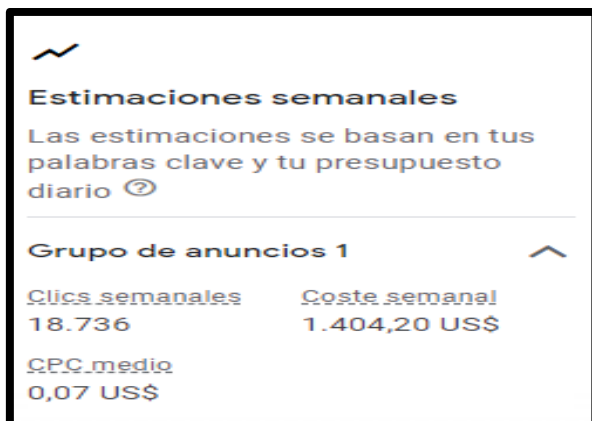 Estimaciones semanales
Las estimaciones se basan en tus
palabras clave y tu presupuesto
diario
Grupo de anuncios 1
Clics semanales Coste semanal
18.736 1.404,20 US$
CPC medio
0,07 US$